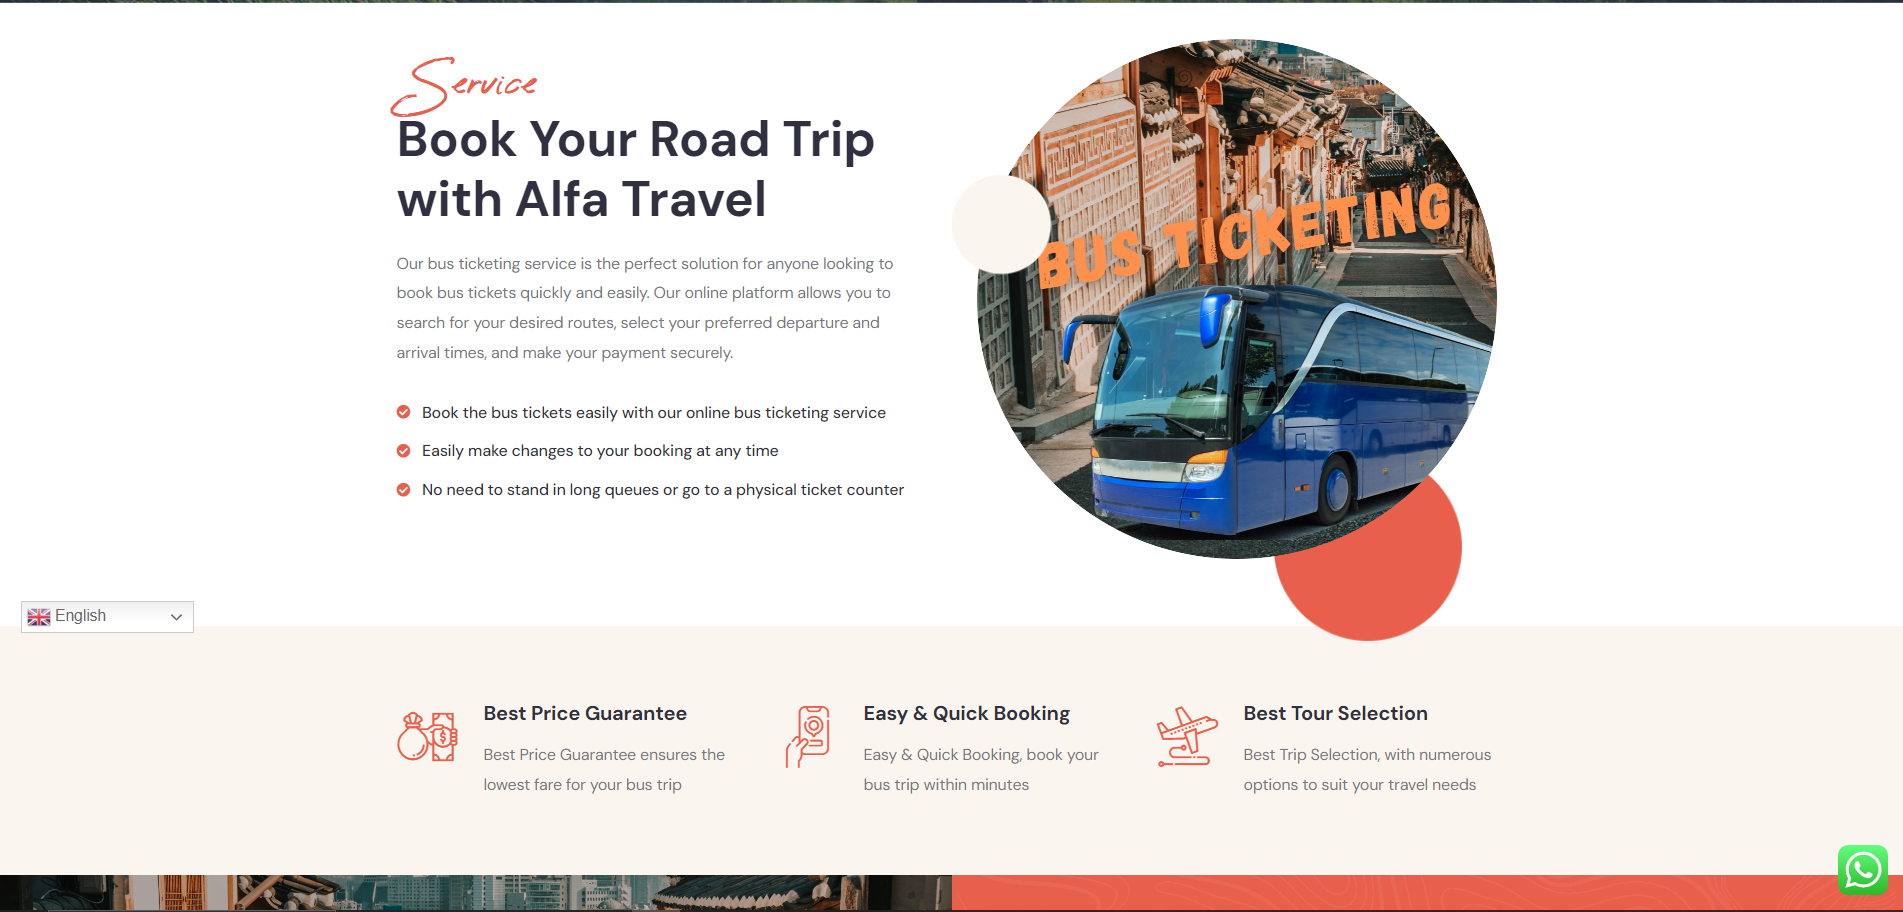 Service
Book Your Road Trip
with Alfa Travel
Our bus ticketing service is the perfect solution for anyone looking to
book bus tickets quickly and easily. Our online platform allows you to
search for your desired routes, select your preferred departure and
arrival times, and make your payment securely.
Book the bus tickets easily with our online bus ticketing service
Easily make changes to your booking at any time
No need to stand in long queues or go to a physical ticket counter
BUS TICKETING
English
Best Price Guarantee
Best Price Guarantee ensures the
lowest fare for your bus trip
Easy & Quick Booking
Easy & Quick Booking, book your
bus trip within minutes
Best Tour Selection
Best Trip Selection, with numerous
options to suit your travel needs